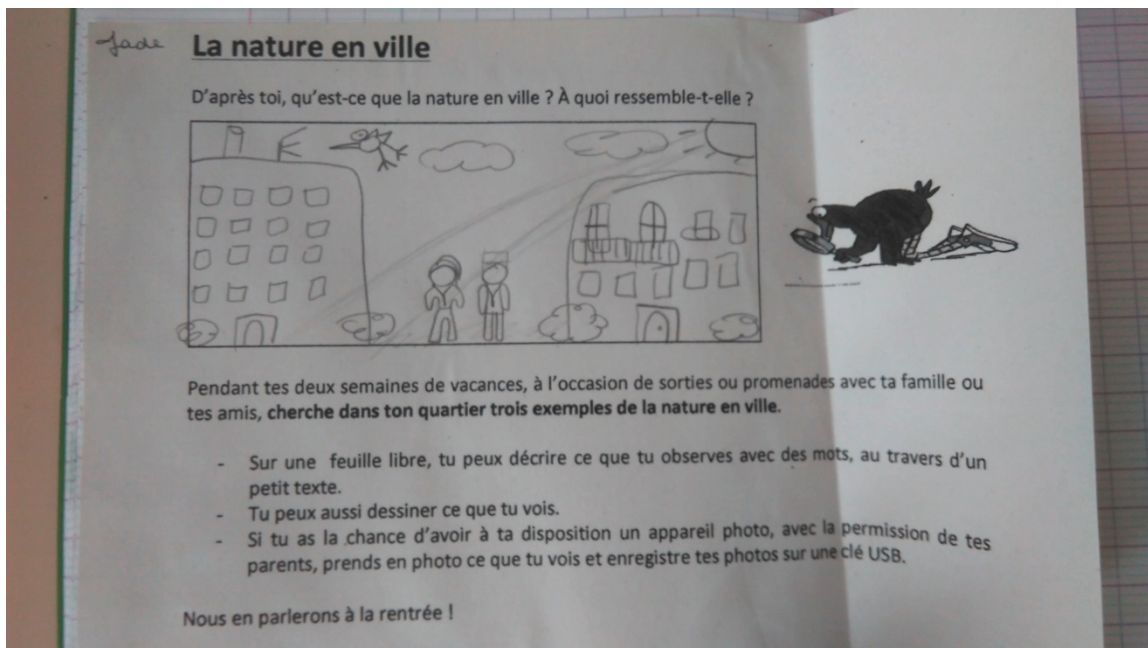 Jade
La nature en ville
D'après toi, qu'est-ce que la nature en ville ? À quoi ressemble-t-elle ?
Pendant tes deux semaines de vacances, à l'occasion de sorties ou promenades avec ta famille ou
tes amis, cherche dans ton quartier trois exemples de la nature en ville.
- Sur une feuille libre, tu peux décrire ce que tu observes avec des mots, au travers d'un
petit texte.
- Tu peux aussi dessiner ce que tu vois.
- Si tu as la chance d'avoir à ta disposition un appareil photo, avec la permission de tes
parents, prends en photo ce que tu vois et enregistre tes photos sur une clé USB.
Nous en parlerons à la rentrée !